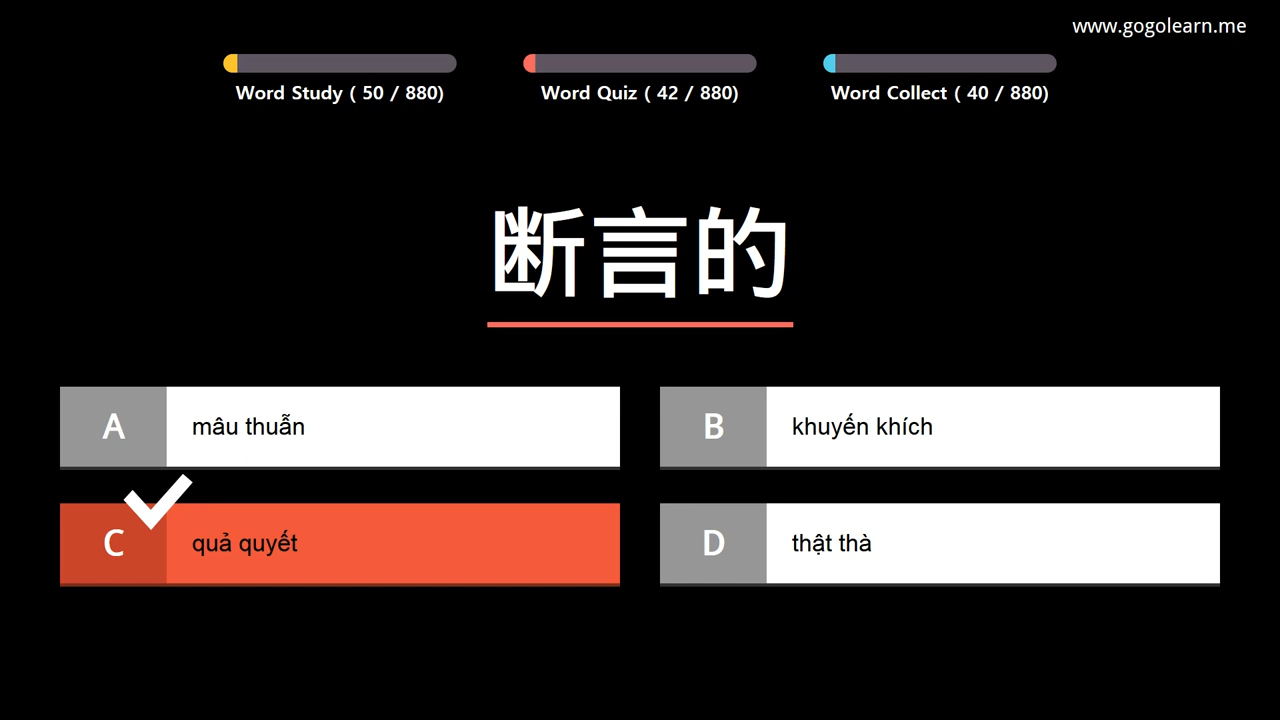 www.gogolearn.me
Word Study ( 50 / 880)
Word Quiz ( 42 / 880)
Word Collect ( 40 / 880)
断言的
A mâu thuẫn
B khuyến khích
C quả quyết
D thật thà